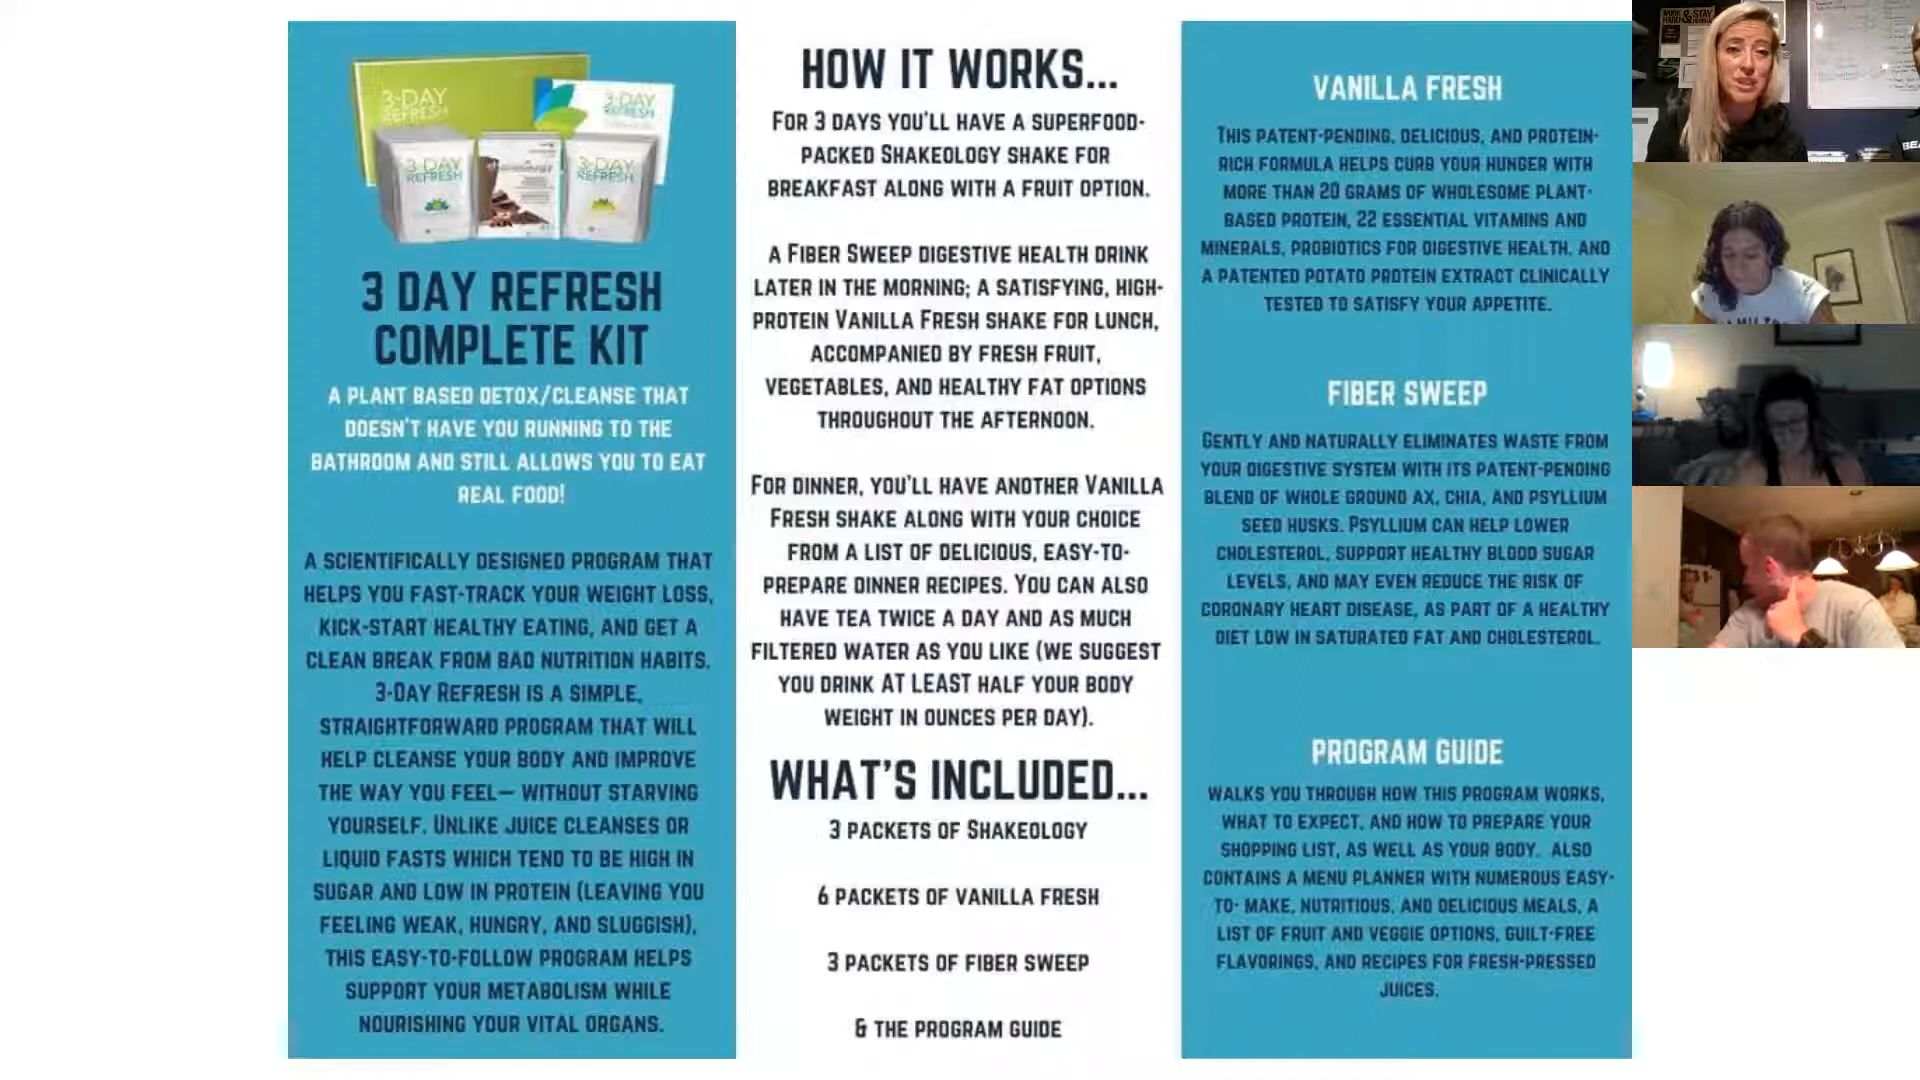 3-DAY
REFRESH
3-DAY
REFRESH
3-DAY
REFRESH
3-DAY
REFRESH
3 DAY REFRESH
COMPLETE KIT
A PLANT BASED DETOX/CLEANSE THAT
DOESN'T HAVE YOU RUNNING TO THE
BATHROOM AND STILL ALLOWS YOU TO EAT
REAL FOOD!
A SCIENTIFICALLY DESIGNED PROGRAM THAT
HELPS YOU FAST-TRACK YOUR WEIGHT LOSS,
KICK-START HEALTHY EATING, AND GET A
CLEAN BREAK FROM BAD NUTRITION HABITS.
3-DAY REFRESH IS A SIMPLE,
STRAIGHTFORWARD PROGRAM THAT WILL
HELP CLEANSE YOUR BODY AND IMPROVE
THE WAY YOU FEEL— WITHOUT STARVING
YOURSELF. UNLIKE JUICE CLEANSES OR
LIQUID FASTS WHICH TEND TO BE HIGH IN
SUGAR AND LOW IN PROTEIN (LEAVING YOU
FEELING WEAK, HUNGRY, AND SLUGGISH),
THIS EASY-TO-FOLLOW PROGRAM HELPS
SUPPORT YOUR METABOLISM WHILE
NOURISHING YOUR VITAL ORGANS.
HOW IT WORKS...
FOR 3 DAYS YOU'LL HAVE A SUPERFOOD-
PACKED SHAKEOLOGY SHAKE FOR
BREAKFAST ALONG WITH A FRUIT OPTION.
A FIBER SWEEP DIGESTIVE HEALTH DRINK
LATER IN THE MORNING; A SATISFYING, HIGH-
PROTEIN VANILLA FRESH SHAKE FOR LUNCH,
ACCOMPANIED BY FRESH FRUIT,
VEGETABLES, AND HEALTHY FAT OPTIONS
THROUGHOUT THE AFTERNOON.
FOR DINNER, YOU'LL HAVE ANOTHER VANILLA
FRESH SHAKE ALONG WITH YOUR CHOICE
FROM A LIST OF DELICIOUS, EASY-TO-
PREPARE DINNER RECIPES. YOU CAN ALSO
HAVE TEA TWICE A DAY AND AS MUCH
FILTERED WATER AS YOU LIKE (WE SUGGEST
YOU DRINK AT LEAST HALF YOUR BODY
WEIGHT IN OUNCES PER DAY).
WHAT'S INCLUDED...
3 PACKETS OF SHAKEOLOGY
6 PACKETS OF VANILLA FRESH
3 PACKETS OF FIBER SWEEP
& THE PROGRAM GUIDE
VANILLA FRESH
THIS PATENT-PENDING, DELICIOUS, AND PROTEIN-
RICH FORMULA HELPS CURB YOUR HUNGER WITH
MORE THAN 20 GRAMS OF WHOLESOME PLANT-
BASED PROTEIN, 22 ESSENTIAL VITAMINS AND
MINERALS, PROBIOTICS FOR DIGESTIVE HEALTH, AND
A PATENTED POTATO PROTEIN EXTRACT CLINICALLY
TESTED TO SATISFY YOUR APPETITE.
FIBER SWEEP
GENTLY AND NATURALLY ELIMINATES WASTE FROM
YOUR DIGESTIVE SYSTEM WITH ITS PATENT-PENDING
BLEND OF WHOLE GROUND AX, CHIA, AND PSYLLIUM
SEED HUSKS. PSYLLIUM CAN HELP LOWER
CHOLESTEROL, SUPPORT HEALTHY BLOOD SUGAR
LEVELS, AND MAY EVEN REDUCE THE RISK OF
CORONARY HEART DISEASE, AS PART OF A HEALTHY
DIET LOW IN SATURATED FAT AND CHOLESTEROL.
PROGRAM GUIDE
WALKS YOU THROUGH HOW THIS PROGRAM WORKS,
WHAT TO EXPECT, AND HOW TO PREPARE YOUR
SHOPPING LIST, AS WELL AS YOUR BODY. ALSO
CONTAINS A MENU PLANNER WITH NUMEROUS EASY-
TO- MAKE, NUTRITIOUS, AND DELICIOUS MEALS, A
LIST OF FRUIT AND VEGGIE OPTIONS, GUILT-FREE
FLAVORINGS, AND RECIPES FOR FRESH-PRESSED
JUICES.
WORK
HARD & STAY